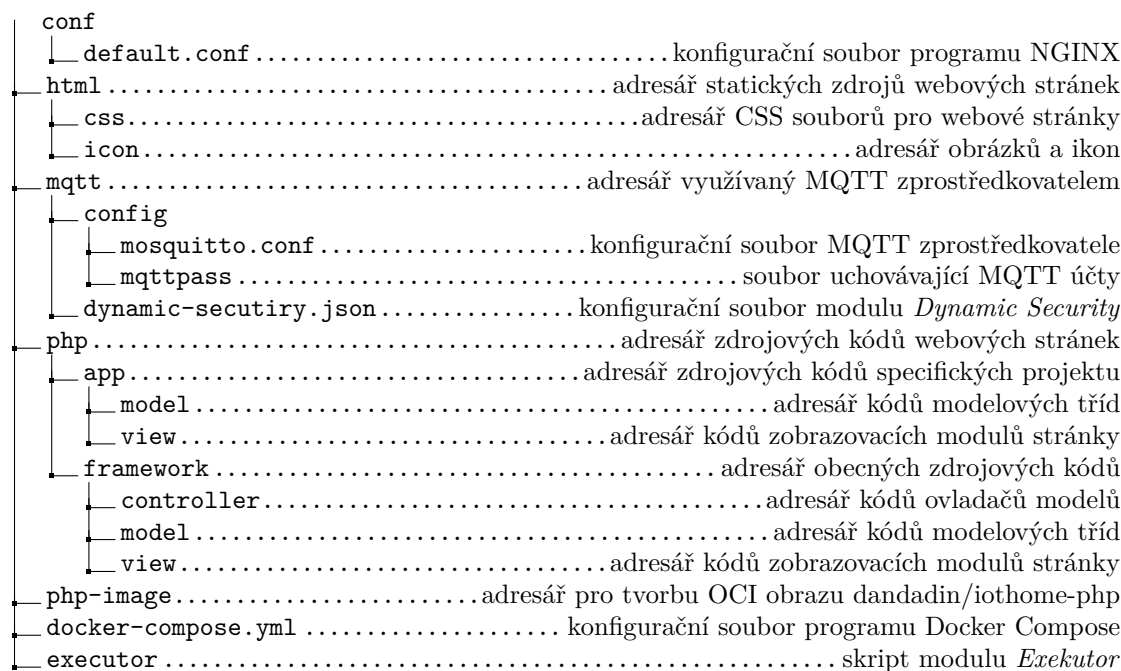 conf
default.conf........................................konfigurační soubor programu NGINX
html................................................adresář statických zdrojů webových stránek
css.................................................adresář CSS souborů pro webové stránky
icon................................................adresář obrázků a ikon
mqtt................................................adresář využívaný MQTT zprostředkovatelem
config
mosquitto.conf......................konfigurační soubor MQTT zprostředkovatele
mqttpass............................................soubor uchovávající MQTT účty
dynamic-secutiry.json.................konfigurační soubor modulu Dynamic Security
php.................................................adresář zdrojových kódů webových stránek
app.................................................adresář zdrojových kódů specifických projektu
model...............................................adresář kódů modelových tříd
view................................................adresář kódů zobrazovacích modulů stránky
framework...........................................adresář obecných zdrojových kódů
controller..........................................adresář kódů ovladačů modelů
model...............................................adresář kódů modelových tříd
view................................................adresář kódů zobrazovacích modulů stránky
php-image.........................adresář pro tvorbu OCI obrazu dandadin/iothome-php
docker-compose.yml.....................konfigurační soubor programu Docker Compose
executor............................................skript modulu Exekutor